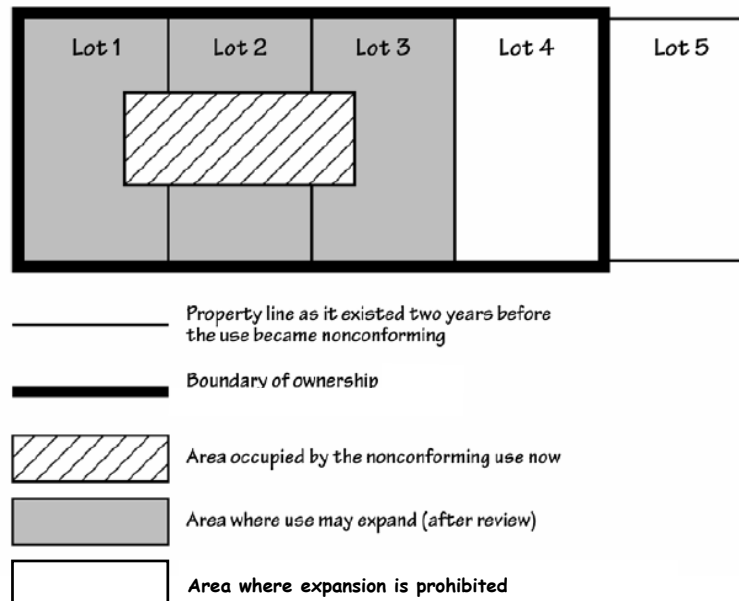 Lot 1 Lot 2 Lot 3 Lot 4 Lot 5
Property line as it existed two years before
the use became nonconforming
Boundary of ownership
Area occupied by the nonconforming use now
Area where use may expand (after review)
Area where expansion is prohibited